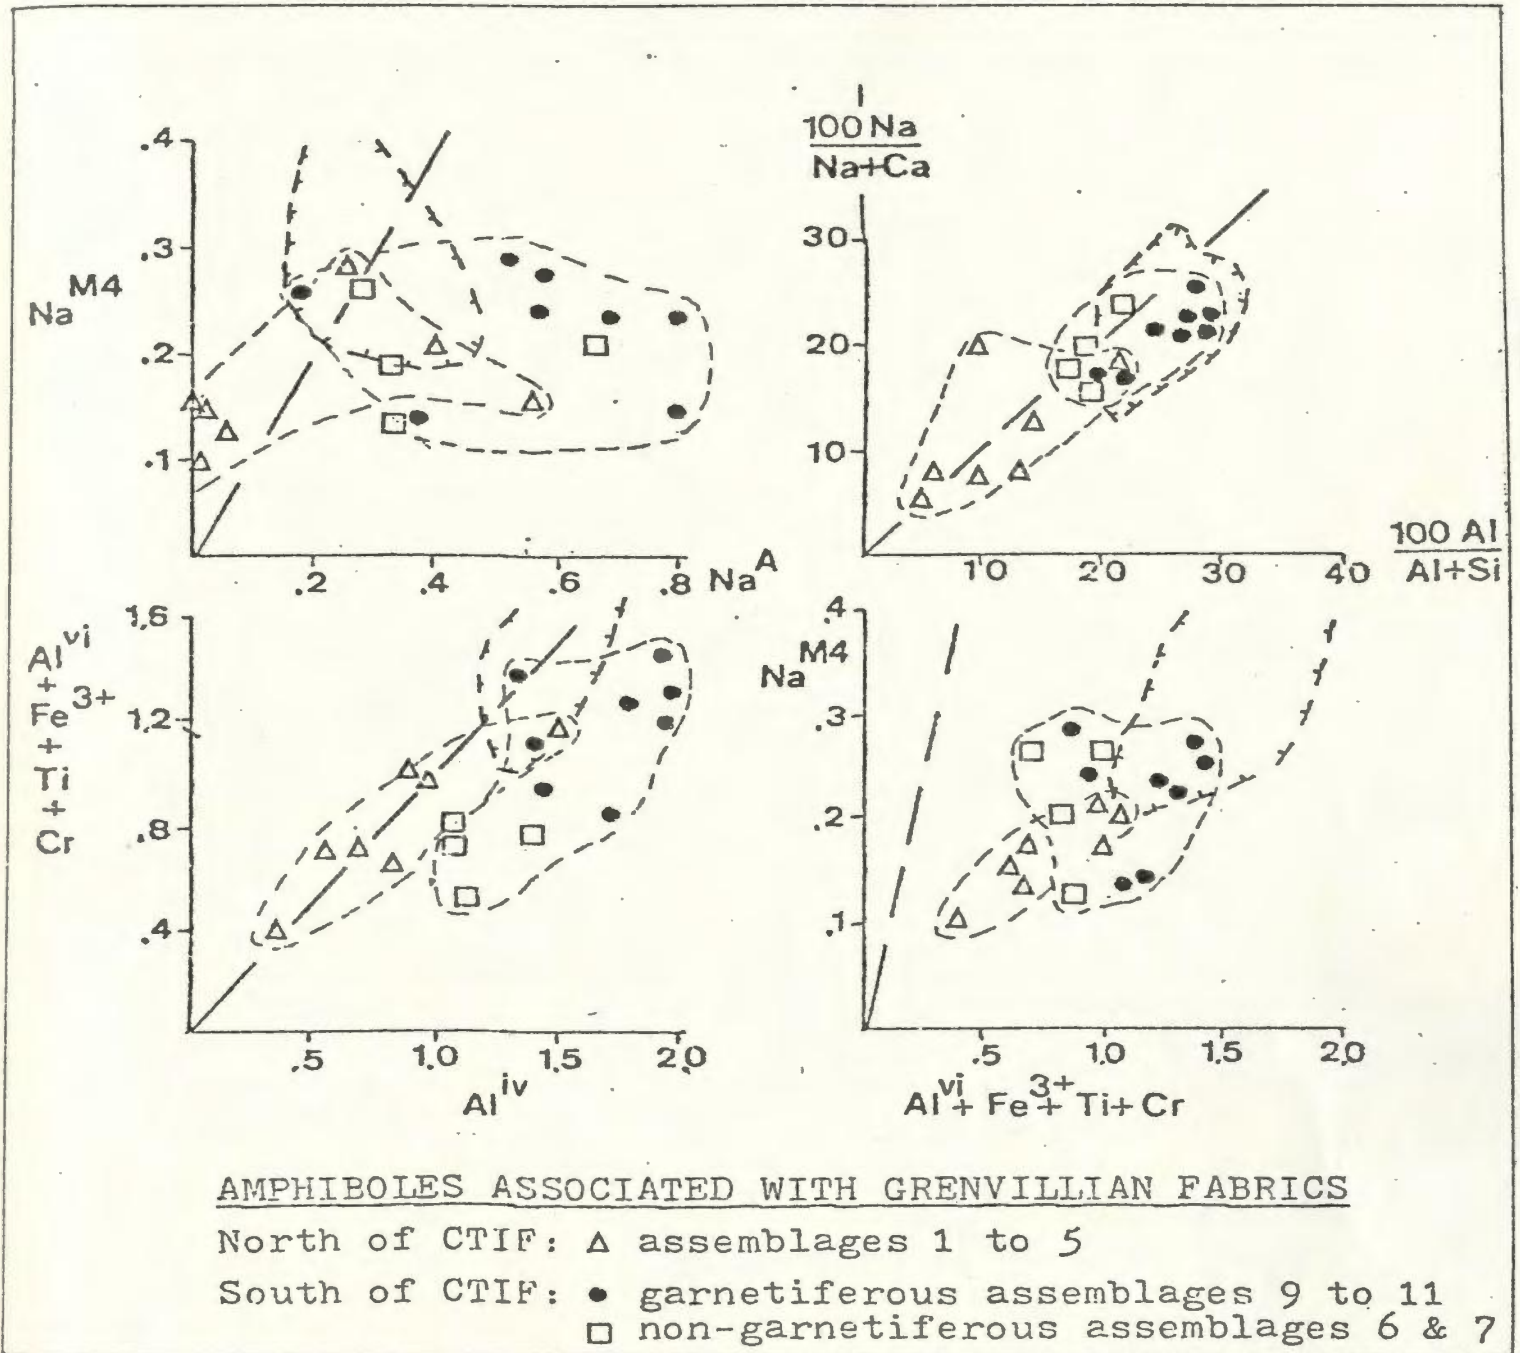 .4
.3
.2
.1
Na M4
.2 .4 .6 .8 Na A
100 Na
Na+Ca
30
20
10
10 20 30 40
100 Al
Al+Si
1.6
1.2
.8
.4
Al vi
+
Fe 3+
+
Ti
+
Cr
.5 1.0 1.5 2.0
Al iv
.4
.3
.2
.1
Na M4
.5 1.0 1.5 2.0
Al vi + Fe 3+ + Ti + Cr
AMPHIBOLES ASSOCIATED WITH GRENVILLIAN FABRICS
North of CTIF: Δ assemblages 1 to 5
South of CTIF: ● garnetiferous assemblages 9 to 11
□ non-garnetiferous assemblages 6 & 7